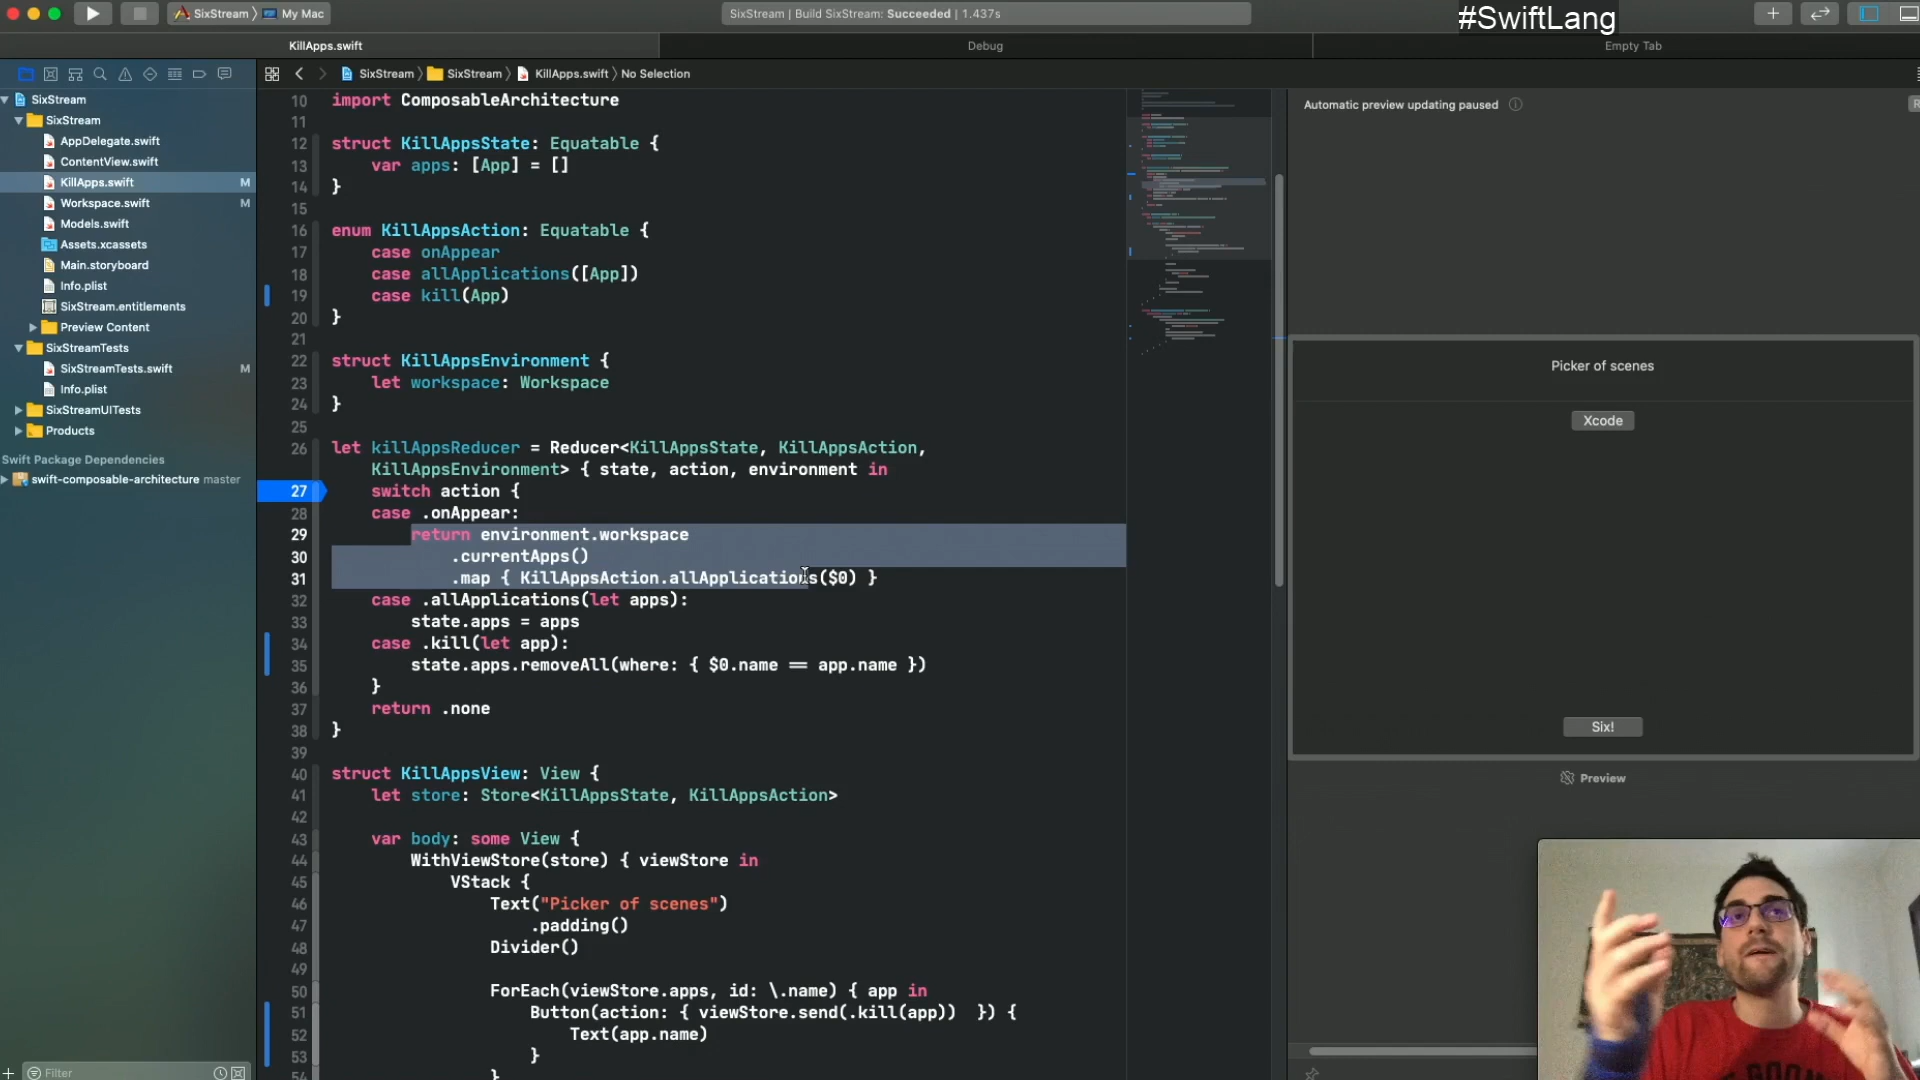 SixStream
My Mac
SixStream | Build SixStream: Succeeded | 1.437s
#SwiftLang
KillApps.swift
Debug
Empty Tab
SixStream
SixStream
KillApps.swift
No Selection
SixStream
SixStream
AppDelegate.swift
ContentView.swift
KillApps.swift M
Workspace.swift M
Models.swift
Assets.xcassets
Main.storyboard
Info.plist
SixStream.entitlements
Preview Content
SixStreamTests
SixStreamTests.swift M
Info.plist
SixStreamUITests
Products
Swift Package Dependencies
swift-composable-architecture master
Filter
10 import ComposableArchitecture
11
12 struct KillAppsState: Equatable {
13 var apps: [App] = []
14 }
15
16 enum KillAppsAction: Equatable {
17 case onAppear
18 case allApplications([App])
19 case kill(App)
20 }
21
22 struct KillAppsEnvironment {
23 let workspace: Workspace
24 }
25
26 let killAppsReducer = Reducer<KillAppsState, KillAppsAction,
KillAppsEnvironment> { state, action, environment in
27 switch action {
28 case .onAppear:
29 return environment.workspace
30 .currentApps()
31 .map { KillAppsAction.allApplications($0) }
32 case .allApplications(let apps):
33 state.apps = apps
34 case .kill(let app):
35 state.apps.removeAll(where: { $0.name == app.name })
36 }
37 return .none
38 }
39
40 struct KillAppsView: View {
41 let store: Store<KillAppsState, KillAppsAction>
42
43 var body: some View {
44 WithViewStore(store) { viewStore in
45 VStack {
46 Text("Picker of scenes")
47 .padding()
48 Divider()
49
50 ForEach(viewStore.apps, id: \.name) { app in
51 Button(action: { viewStore.send(.kill(app)) }) {
52 Text(app.name)
53 }
54 }
Automatic preview updating paused
Picker of scenes
Xcode
Six!
Preview